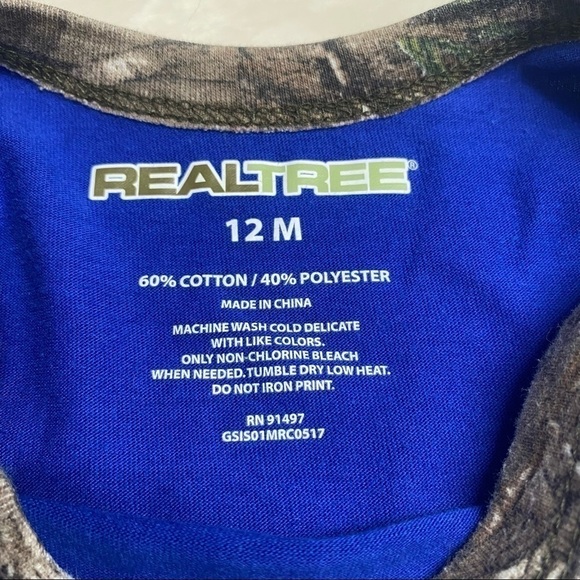 REALTREE®
12 M
60% COTTON / 40% POLYESTER
MADE IN CHINA
MACHINE WASH COLD DELICATE
WITH LIKE COLORS.
ONLY NON-CHLORINE BLEACH
WHEN NEEDED. TUMBLE DRY LOW HEAT.
DO NOT IRON PRINT.
RN 91497
GSIS01MRC0517